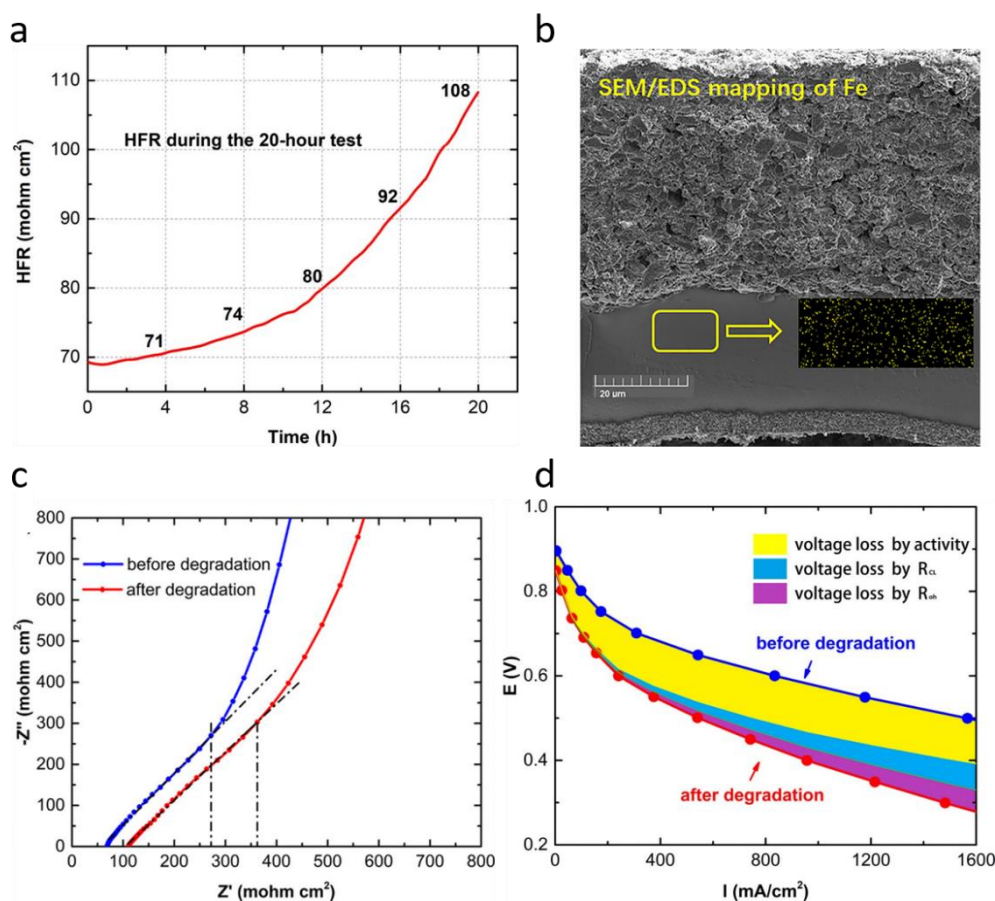 a
110
100
90
80
70
HFR (mohm cm²)
HFR during the 20-hour test
71
74
80
92
108
0 4 8 12 16 20
Time (h)
b
SEM/EDS mapping of Fe
20 μm
c
800
700
600
500
400
300
200
100
0
-Z'' (mohm cm²)
before degradation
after degradation
0 100 200 300 400 500 600 700 800
Z' (mohm cm²)
d
1.0
0.8
0.6
0.4
0.2
E (V)
voltage loss by activity
voltage loss by R_CL
voltage loss by R_oh
before degradation
after degradation
0 400 800 1200 1600
I (mA/cm²)